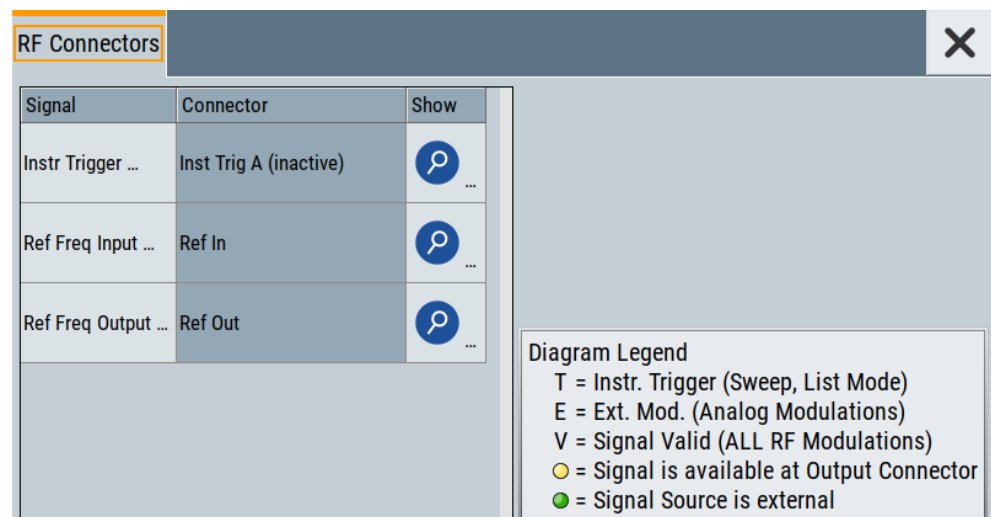 RF Connectors
Signal Connector Show
Instr Trigger ... Inst Trig A (inactive) ...
Ref Freq Input ... Ref In ...
Ref Freq Output ... Ref Out ...
Diagram Legend
T = Instr. Trigger (Sweep, List Mode)
E = Ext. Mod. (Analog Modulations)
V = Signal Valid (ALL RF Modulations)
= Signal is available at Output Connector
= Signal Source is external